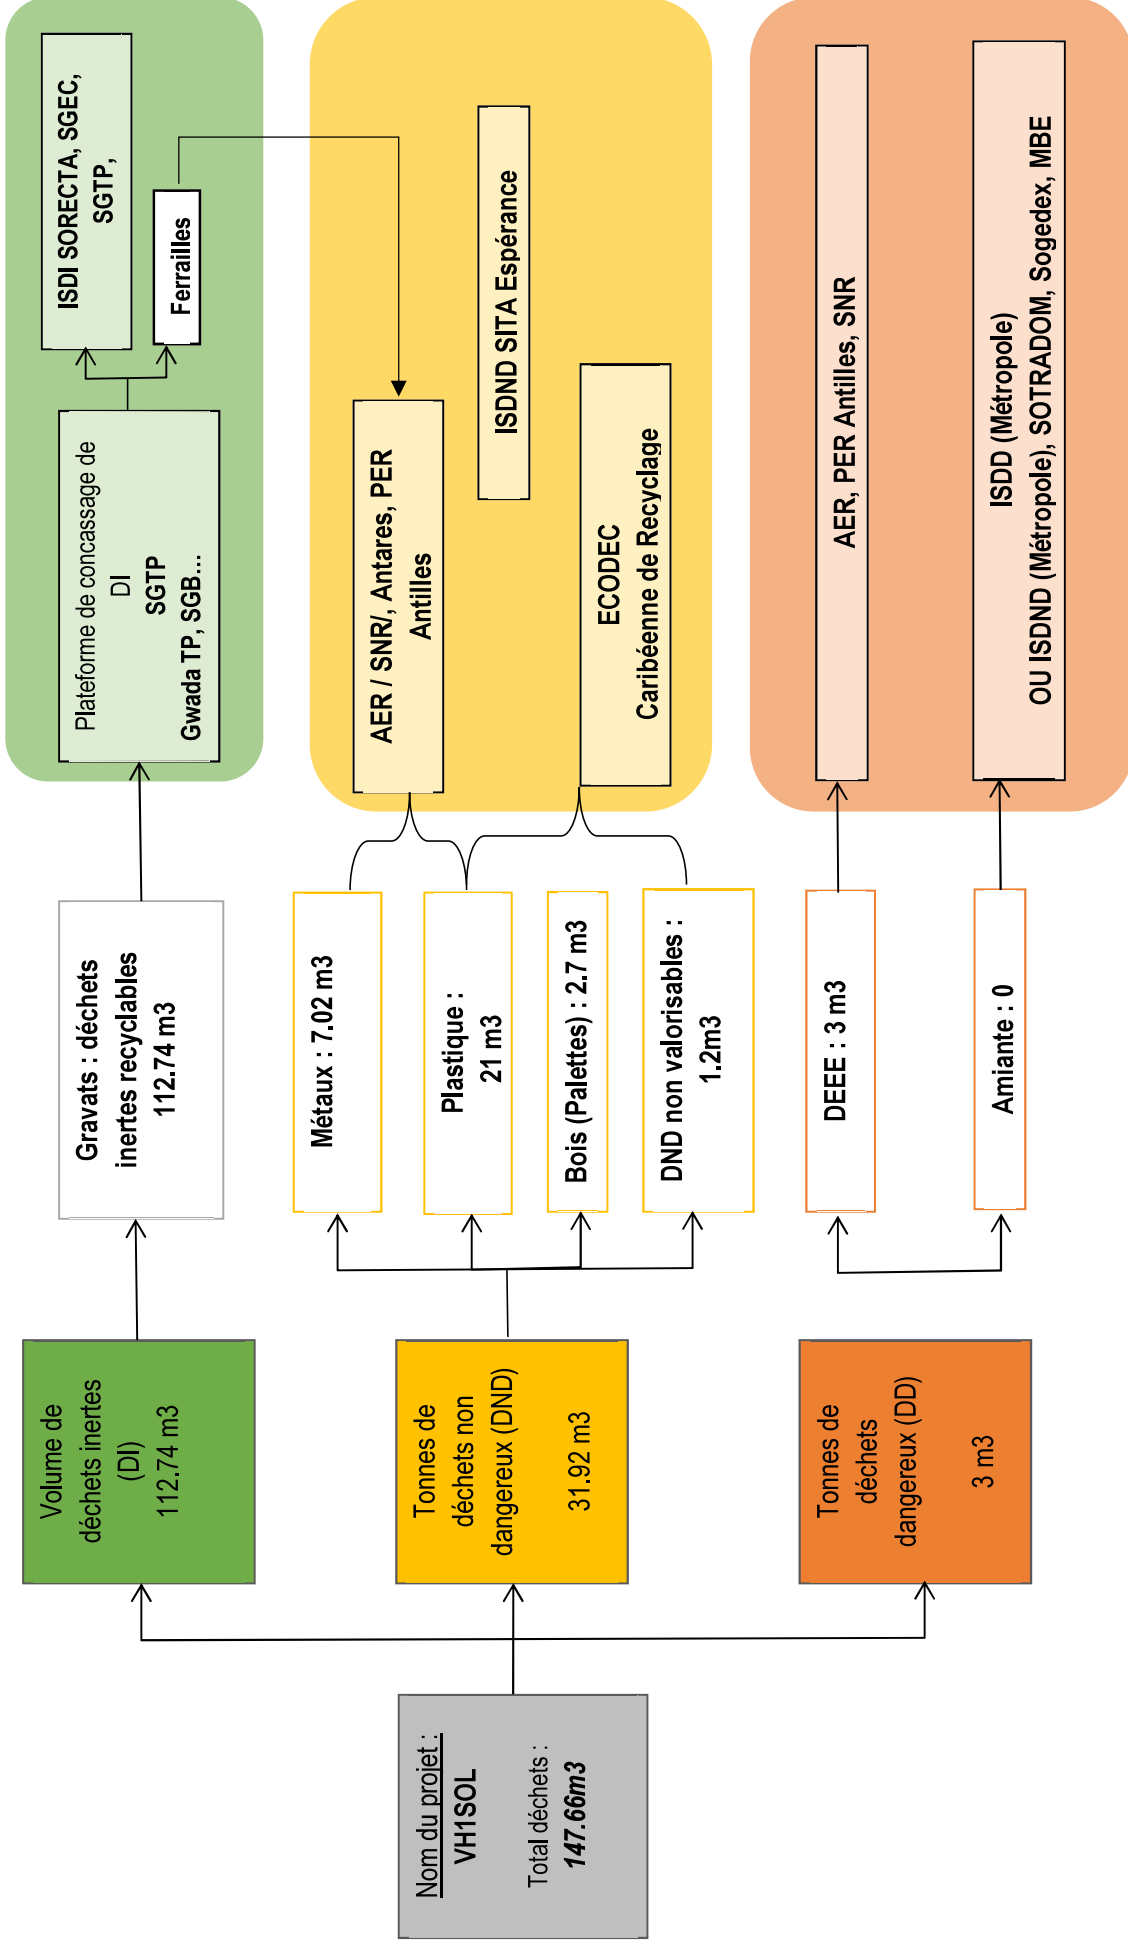 Nom du projet :
VH1SOL
Total déchets :
147.66m3
Volume de
déchets inertes
(DI)
112.74 m3
Gravats : déchets
inertes recyclables
112.74 m3
Plateforme de concassage de
DI
SGTP
Gwada TP, SGB...
ISDI SORECTA, SGEC,
SGTP,
Ferrailles
Tonnes de
déchets non
dangereux (DND)
31.92 m3
Métaux : 7.02 m3
Plastique :
21 m3
Bois (Palettes) : 2.7 m3
DND non valorisables :
1.2m3
AER / SNR/, Antares, PER
Antilles
ISDND SITA Espérance
ECODEC
Caribéenne de Recyclage
Tonnes de
déchets
dangereux (DD)
3 m3
DEEE : 3 m3
Amiante : 0
AER, PER Antilles, SNR
ISDD (Métropole)
OU ISDND (Métropole), SOTRADOM, Sogedex, MBE